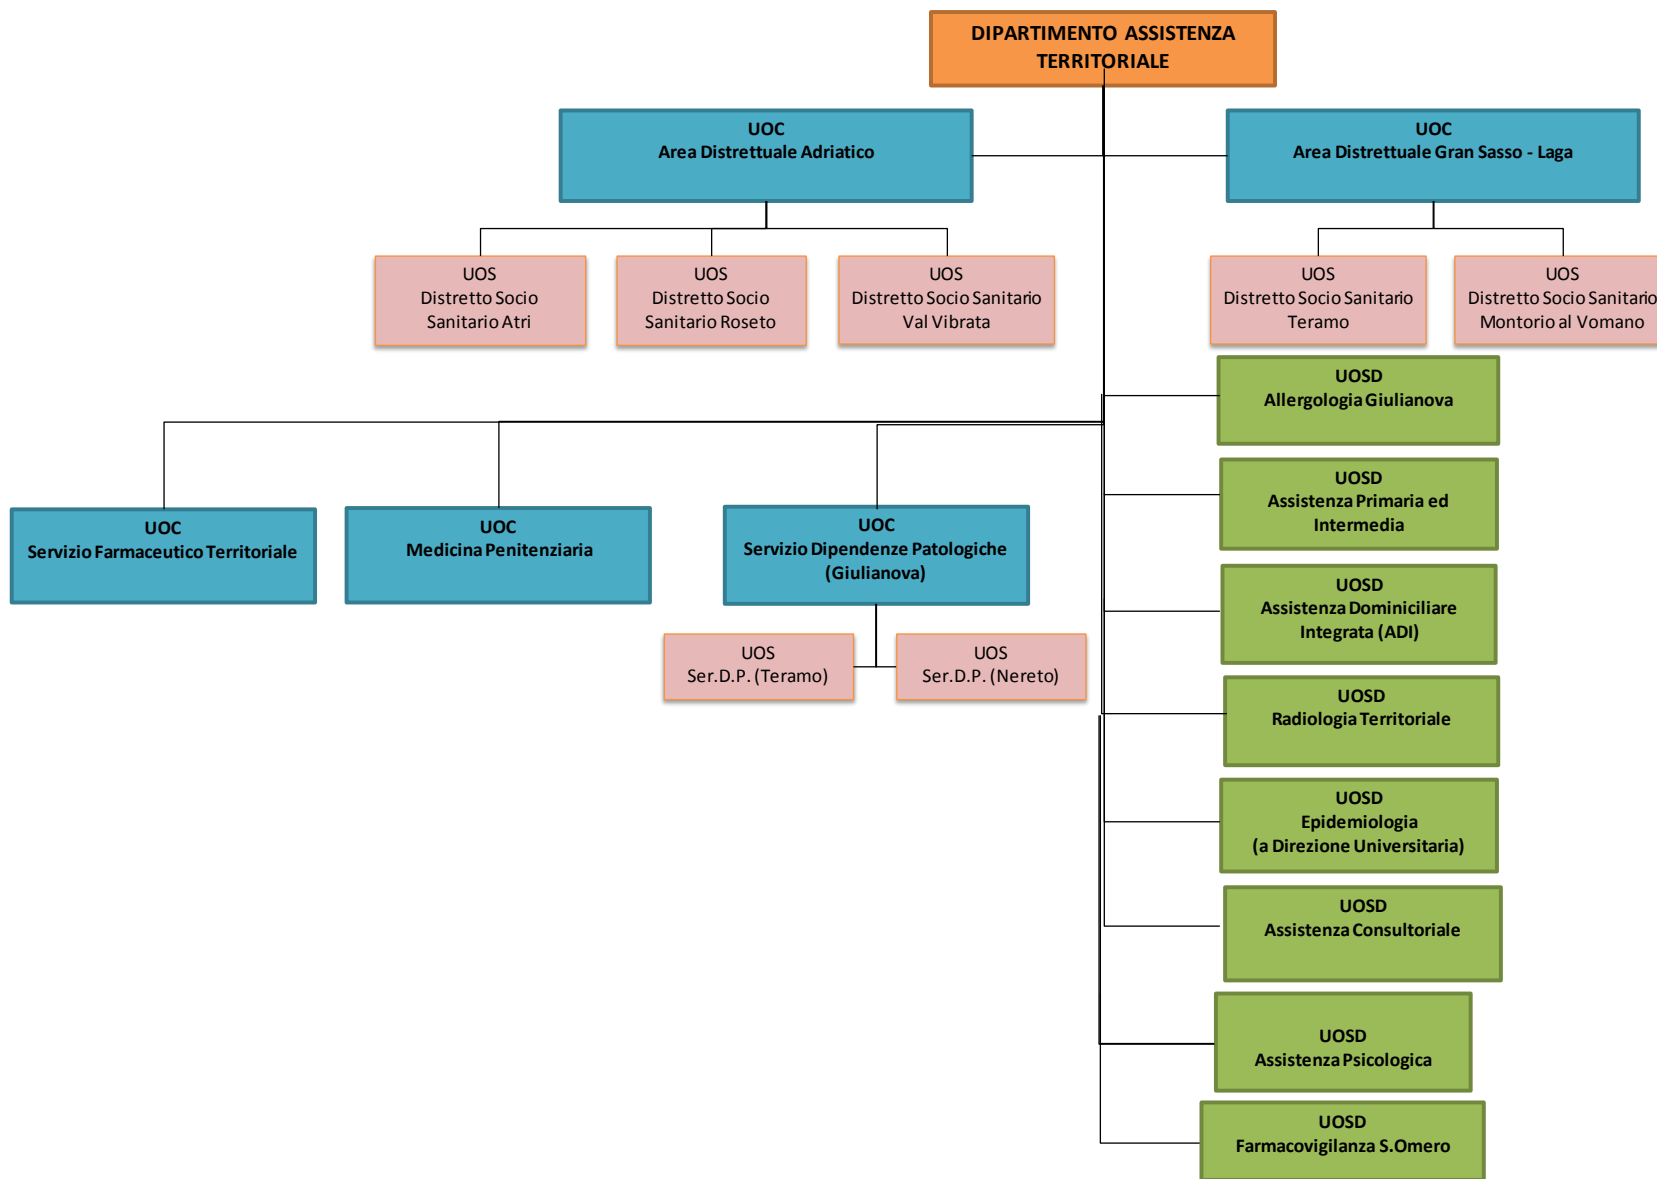 DIPARTIMENTO ASSISTENZA
TERRITORIALE
UOC
Area Distrettuale Adriatico
UOC
Area Distrettuale Gran Sasso - Laga
UOS
Distretto Socio
Sanitario Atri
UOS
Distretto Socio
Sanitario Roseto
UOS
Distretto Socio Sanitario
Val Vibrata
UOS
Distretto Socio Sanitario
Teramo
UOS
Distretto Socio Sanitario
Montorio al Vomano
UOSD
Allergologia Giulianova
UOSD
Assistenza Primaria ed
Intermedia
UOC
Servizio Farmaceutico Territoriale
UOC
Medicina Penitenziaria
UOC
Servizio Dipendenze Patologiche
(Giulianova)
UOSD
Assistenza Dominiciliare
Integrata (ADI)
UOS
Ser.D.P. (Teramo)
UOS
Ser.D.P. (Nereto)
UOSD
Radiologia Territoriale
UOSD
Epidemiologia
(a Direzione Universitaria)
UOSD
Assistenza Consultoriale
UOSD
Assistenza Psicologica
UOSD
Farmacovigilanza S.Omero